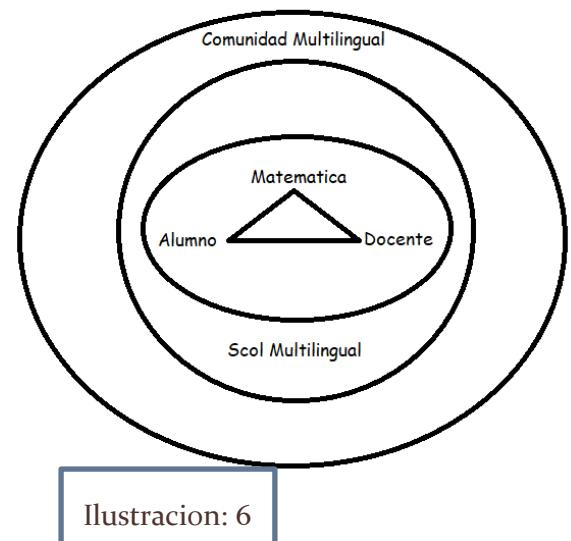 Comunidad Multilingual
Matematica
Alumno
Docente
Scol Multilingual
Ilustracion: 6